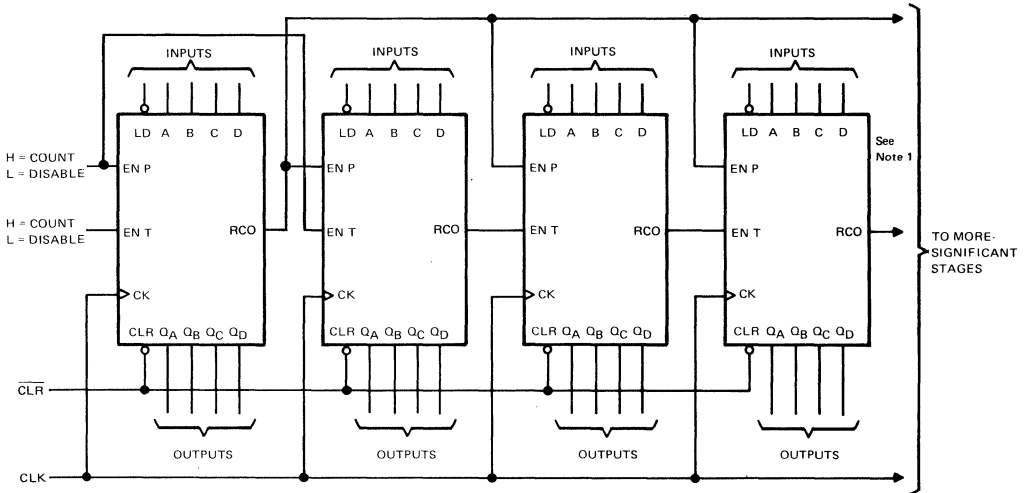 INPUTS INPUTS INPUTS INPUTS
LD A B C D LD A B C D LD A B C D LD A B C D
See
Note 1
H = COUNT
L = DISABLE
EN P EN P EN P EN P
H = COUNT
L = DISABLE
EN T RCO EN T RCO EN T RCO EN T RCO
TO MORE-
SIGNIFICANT
STAGES
CK CK CK CK
CLR QA QB QC QD CLR QA QB QC QD CLR QA QB QC QD CLR QA QB QC QD
CLR
OUTPUTS OUTPUTS OUTPUTS OUTPUTS
CLK